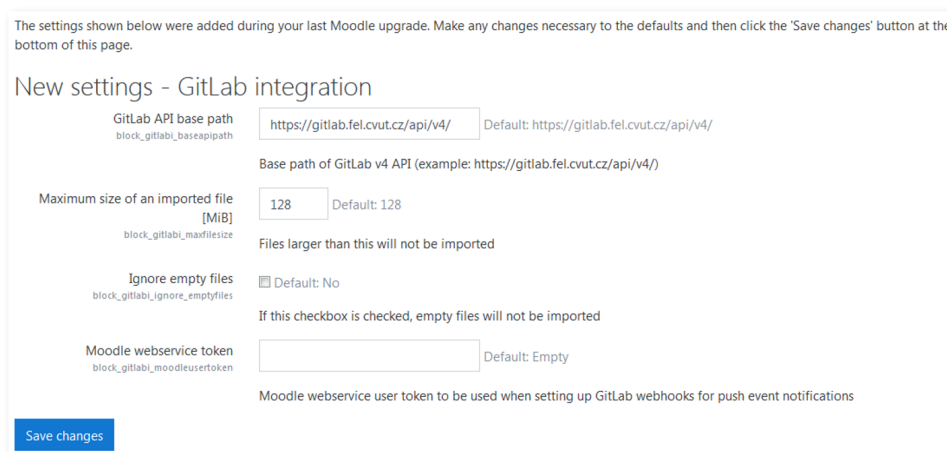 The settings shown below were added during your last Moodle upgrade. Make any changes necessary to the defaults and then click the 'Save changes' button at the
bottom of this page.
New settings - GitLab integration
GitLab API base path
https://gitlab.fel.cvut.cz/api/v4/ Default: https://gitlab.fel.cvut.cz/api/v4/
block_gitlabi_baseapipath
Base path of GitLab v4 API (example: https://gitlab.fel.cvut.cz/api/v4/)
Maximum size of an imported file
[MiB]
128 Default: 128
block_gitlabi_maxfilesize
Files larger than this will not be imported
Ignore empty files
Default: No
block_gitlabi_ignore_emptyfiles
If this checkbox is checked, empty files will not be imported
Moodle webservice token
Default: Empty
block_gitlabi_moodleusertoken
Moodle webservice user token to be used when setting up GitLab webhooks for push event notifications
Save changes